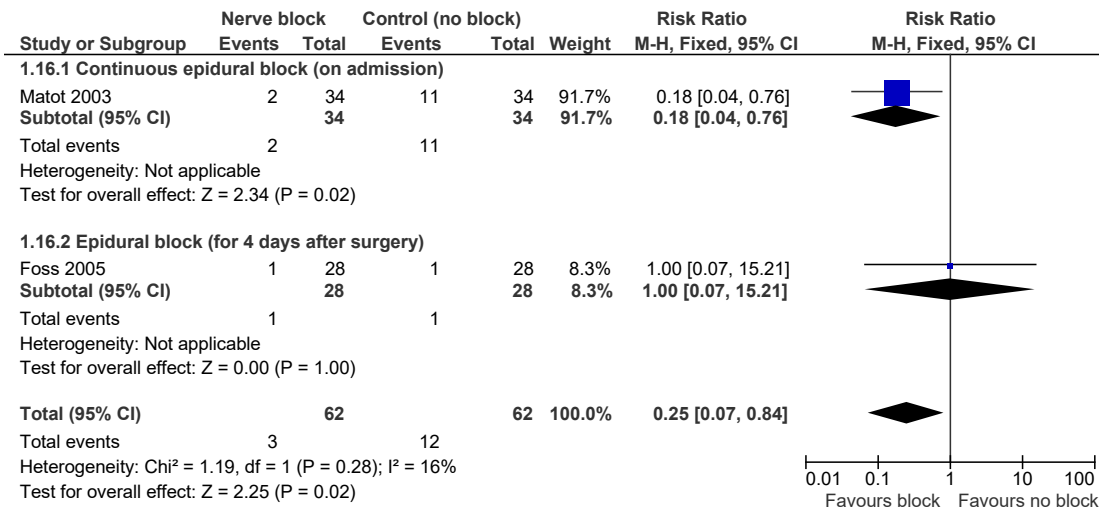 Nerve block Control (no block) Risk Ratio Risk Ratio
Study or Subgroup Events Total Events Total Weight M-H, Fixed, 95% CI M-H, Fixed, 95% CI
1.16.1 Continuous epidural block (on admission)
Matot 2003 2 34 11 34 91.7% 0.18 [0.04, 0.76]
Subtotal (95% CI) 34 34 91.7% 0.18 [0.04, 0.76]
Total events 2 11
Heterogeneity: Not applicable
Test for overall effect: Z = 2.34 (P = 0.02)
1.16.2 Epidural block (for 4 days after surgery)
Foss 2005 1 28 1 28 8.3% 1.00 [0.07, 15.21]
Subtotal (95% CI) 28 28 8.3% 1.00 [0.07, 15.21]
Total events 1 1
Heterogeneity: Not applicable
Test for overall effect: Z = 0.00 (P = 1.00)
Total (95% CI) 62 62 100.0% 0.25 [0.07, 0.84]
Total events 3 12
Heterogeneity: Chi² = 1.19, df = 1 (P = 0.28); I² = 16%
Test for overall effect: Z = 2.25 (P = 0.02)
0.01 0.1 1 10 100
Favours block Favours no block